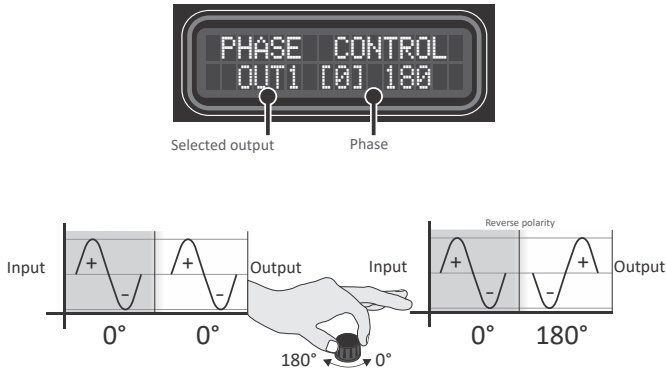 PHASE CONTROL
OUT1 [0] 180
Selected output
Phase
Input
+
-
+
-
Output
0°
0°
180°
0°
Reverse polarity
Input
+
-
-
+
Output
0°
180°